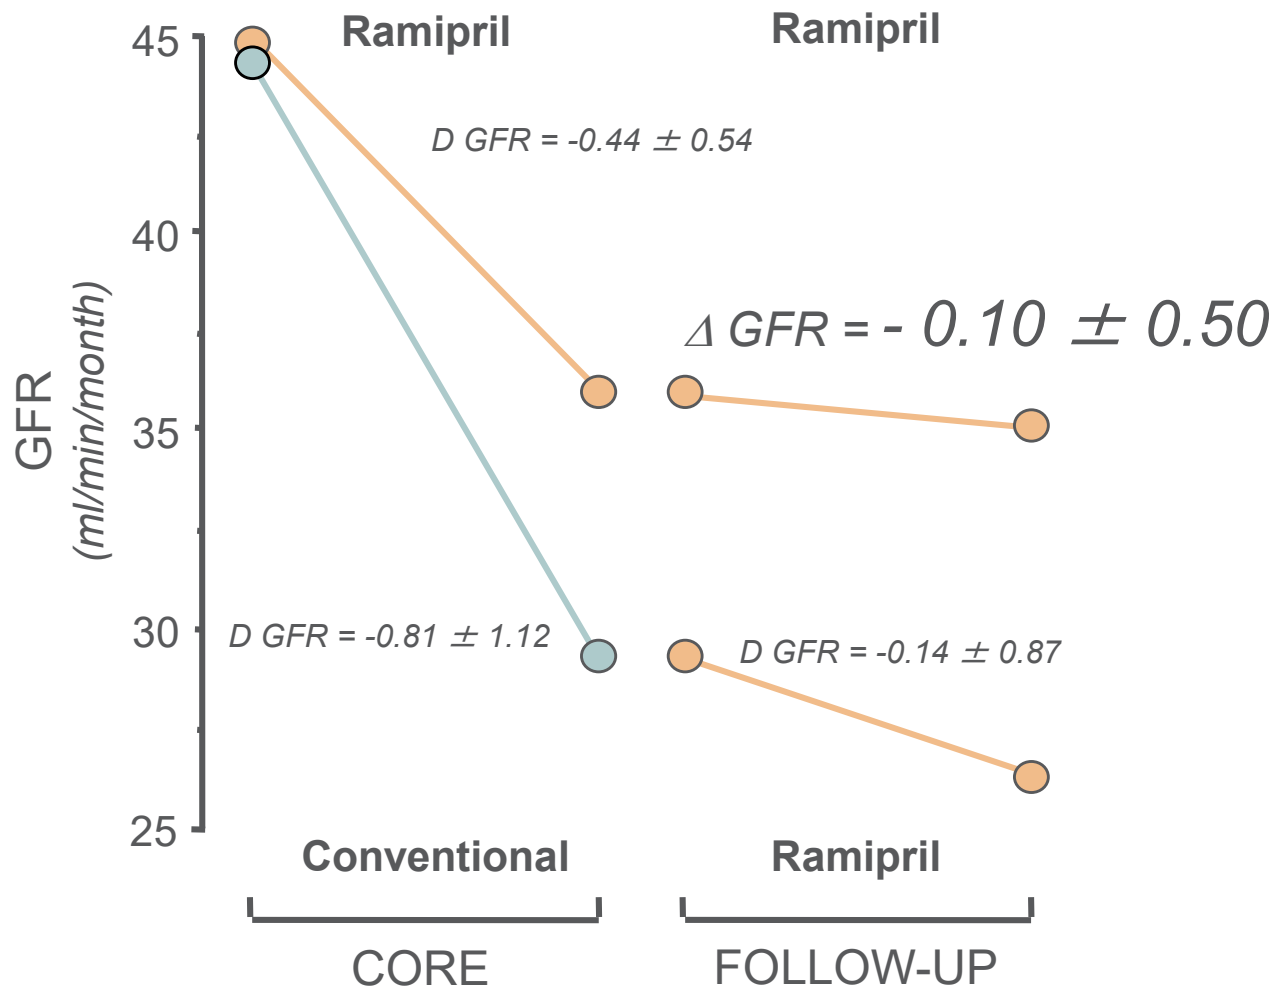 Ramipril
Ramipril
45
D GFR = -0.44 ± 0.54
40
Δ GFR = - 0.10 ± 0.50
GFR
(ml/min/month)
35
30
D GFR = -0.81 ± 1.12
D GFR = -0.14 ± 0.87
25
Conventional
Ramipril
CORE
FOLLOW-UP